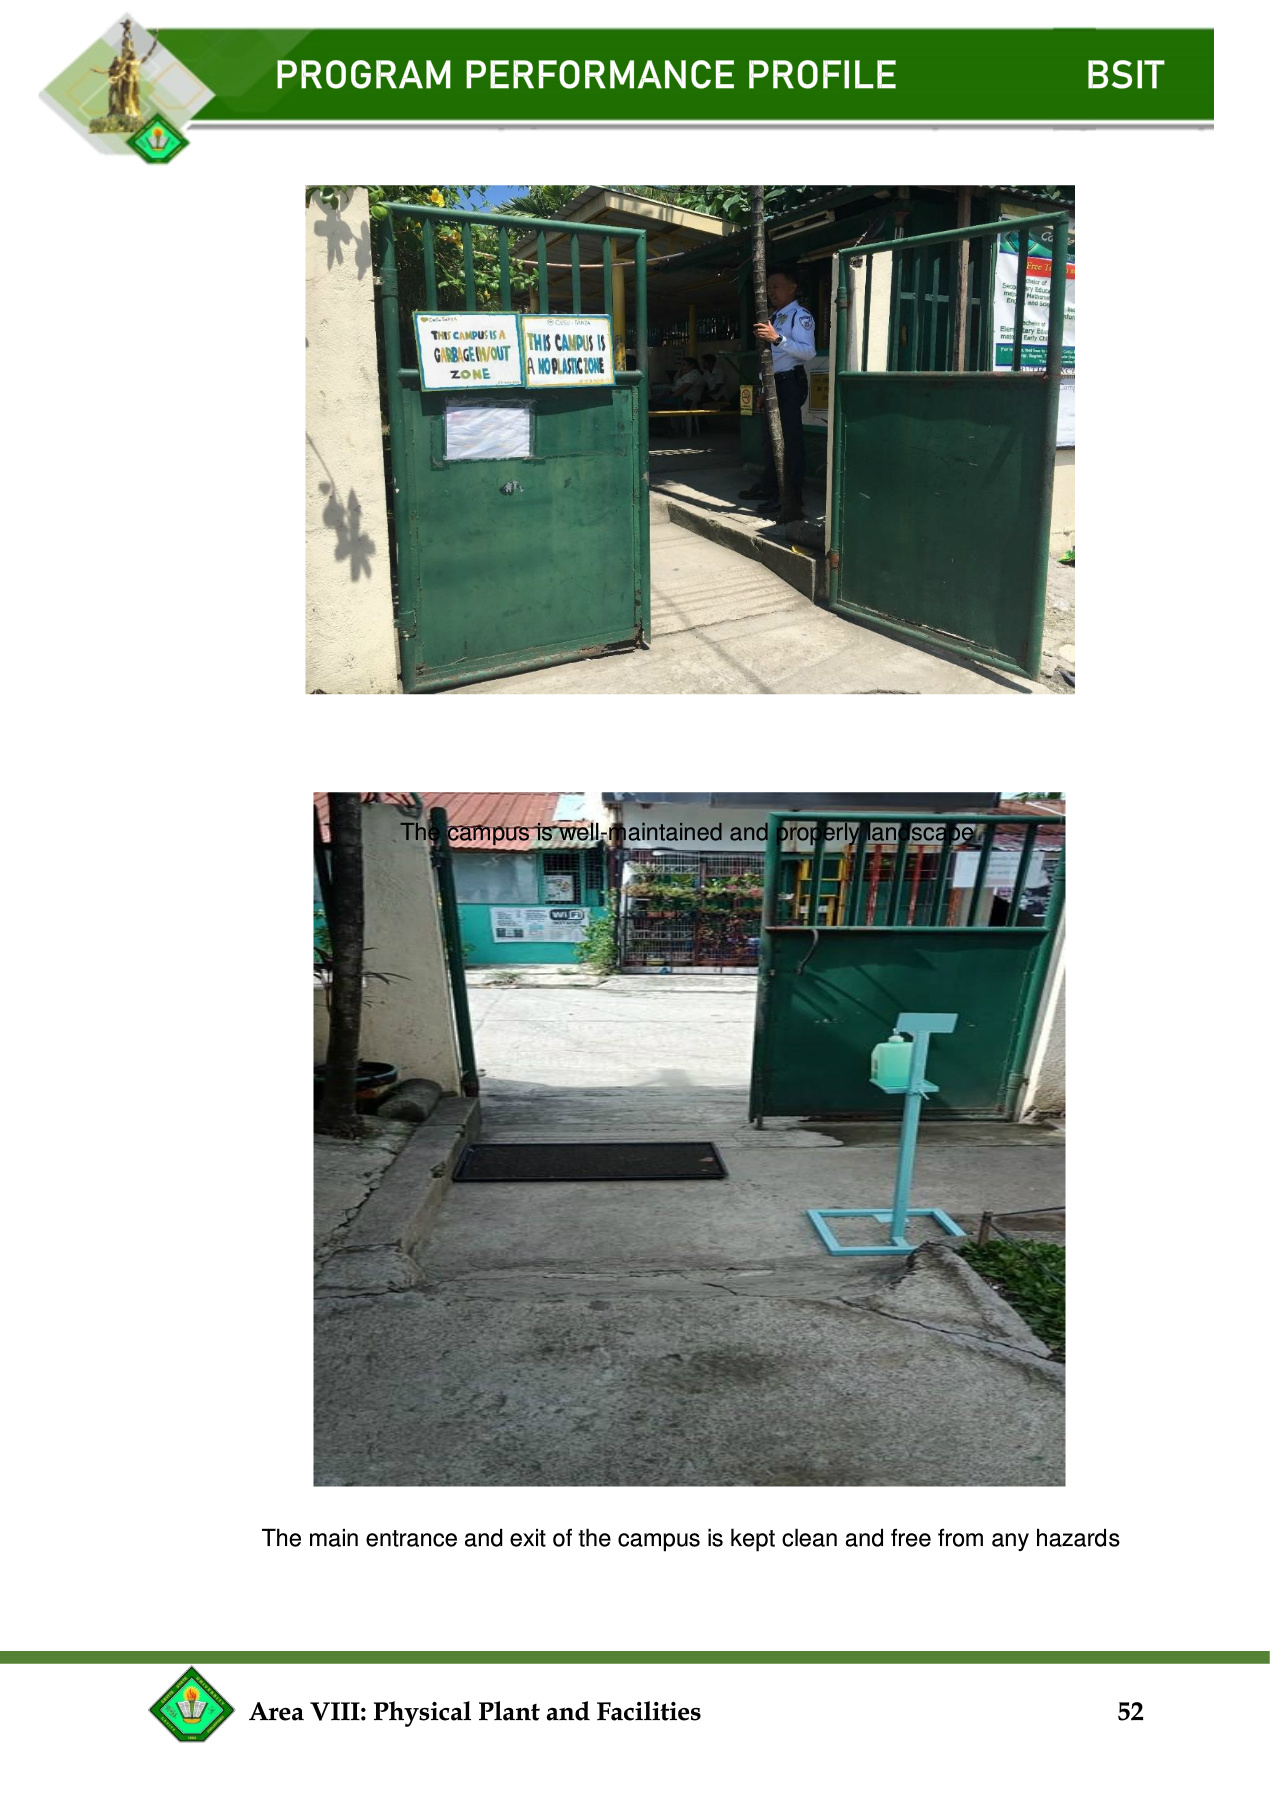 PROGRAM PERFORMANCE PROFILE BSIT
THIS CAMPUS IS A
GARBAGE IN/OUT
ZONE
THIS CAMPUS IS
A NO PLASTIC ZONE
Free
The campus is well-maintained and properly landscape
WiFi
The main entrance and exit of the campus is kept clean and free from any hazards
Area VIII: Physical Plant and Facilities 52